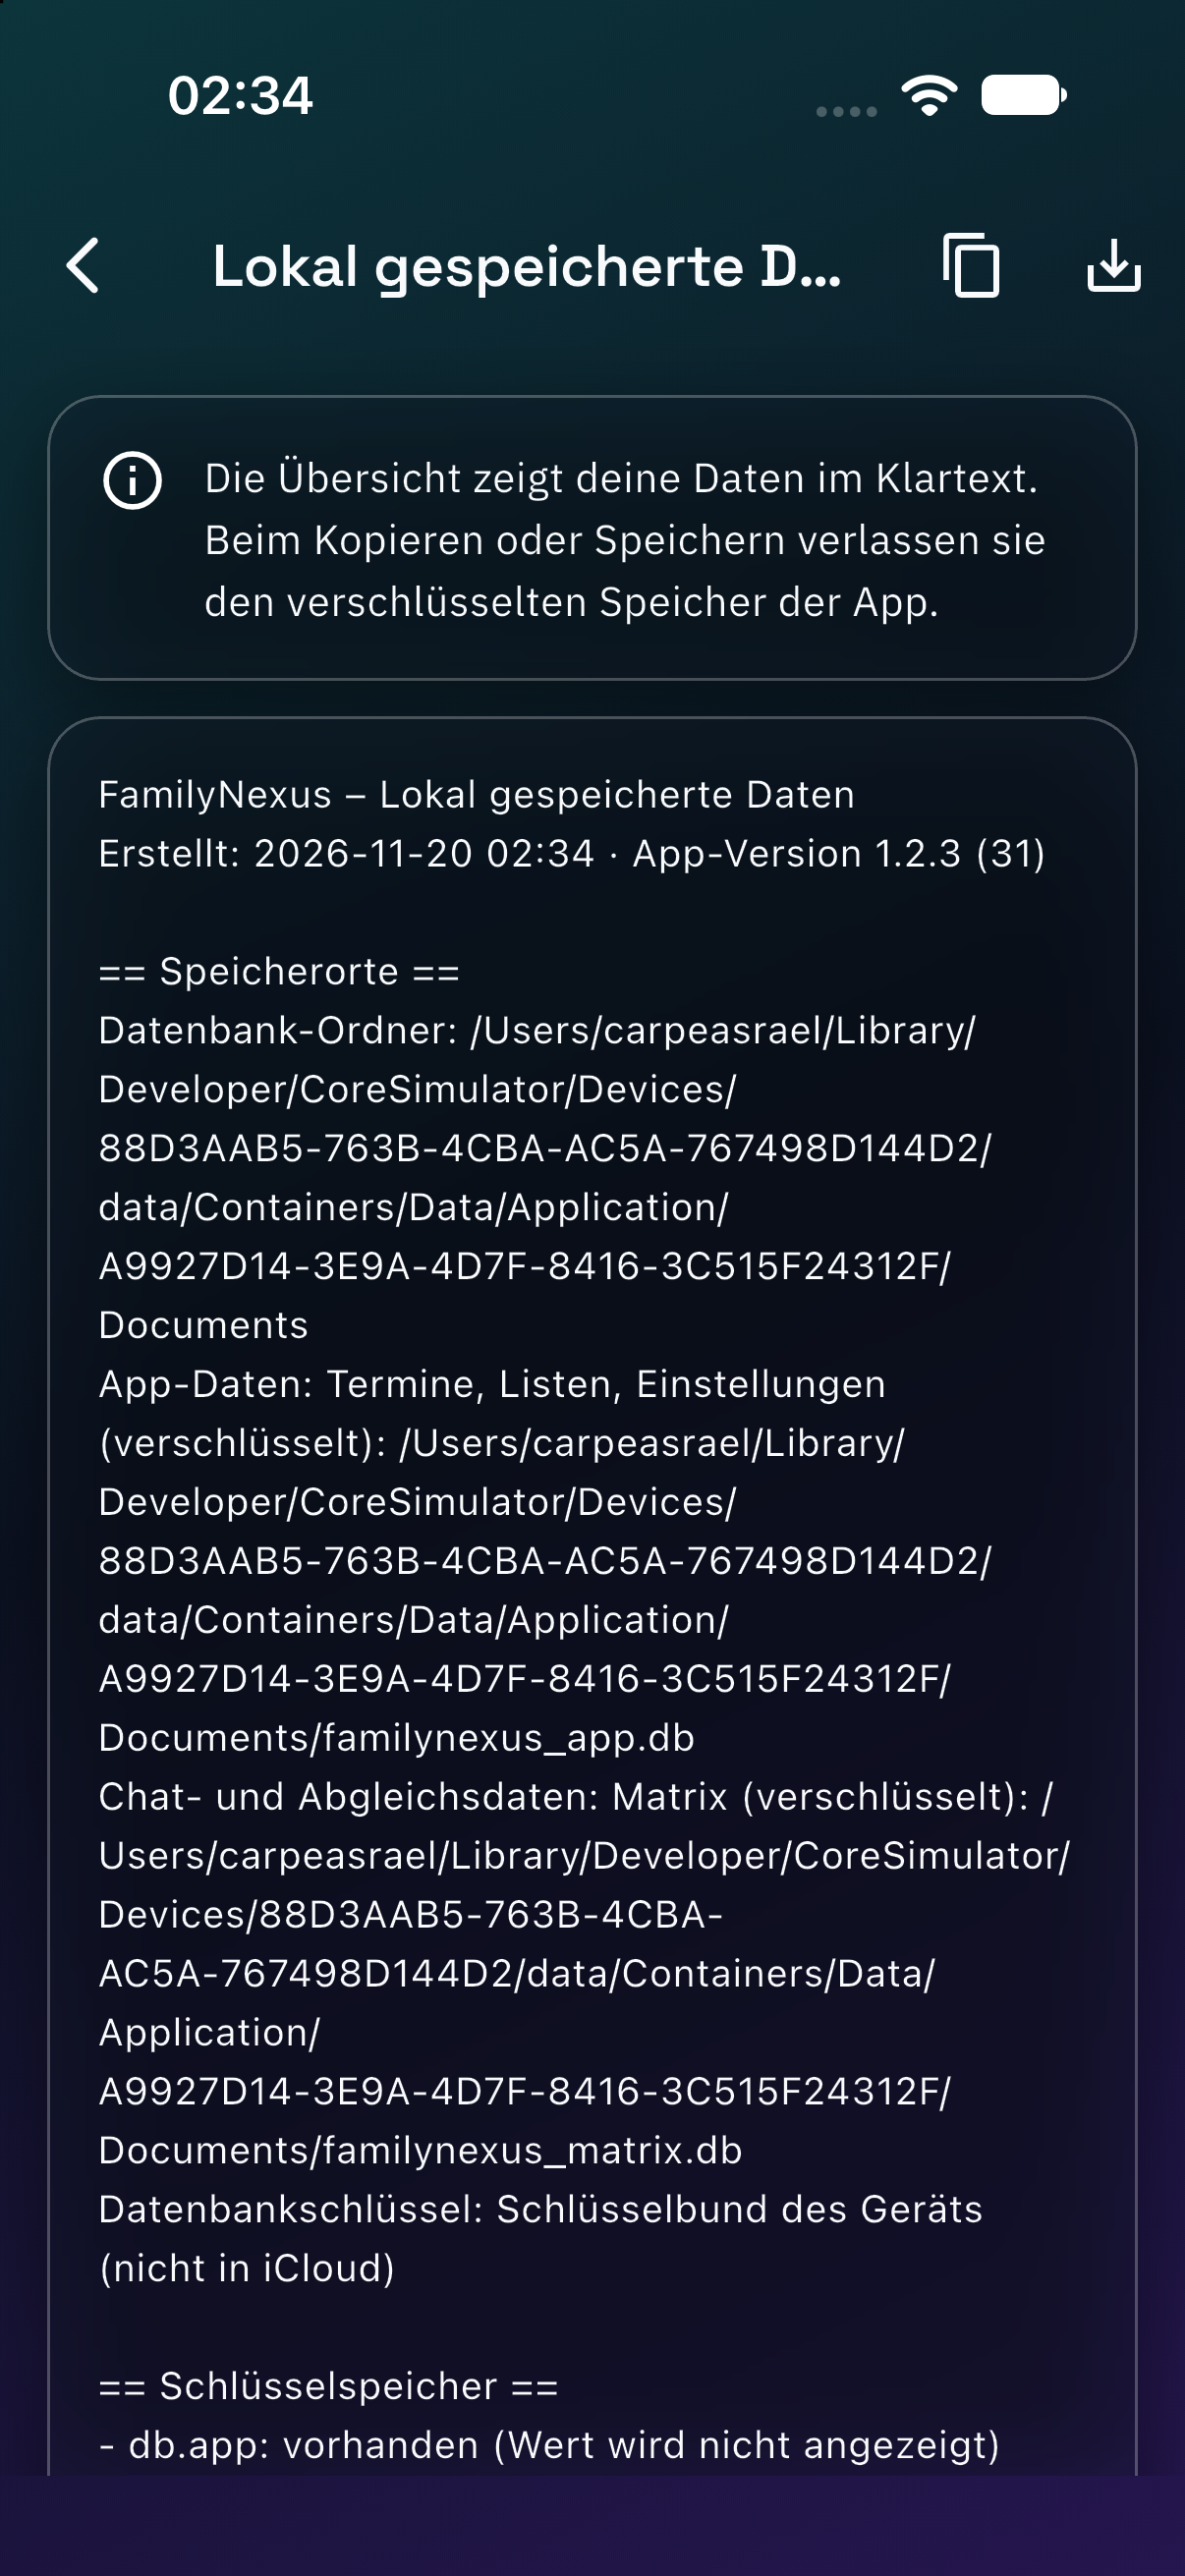 02:34
Lokal gespeicherte D...
Die Übersicht zeigt deine Daten im Klartext.
Beim Kopieren oder Speichern verlassen sie
den verschlüsselten Speicher der App.
FamilyNexus – Lokal gespeicherte Daten
Erstellt: 2026-11-20 02:34 · App-Version 1.2.3 (31)
== Speicherorte ==
Datenbank-Ordner: /Users/carpeasrael/Library/
Developer/CoreSimulator/Devices/
88D3AAB5-763B-4CBA-AC5A-767498D144D2/
data/Containers/Data/Application/
A9927D14-3E9A-4D7F-8416-3C515F24312F/
Documents
App-Daten: Termine, Listen, Einstellungen
(verschlüsselt): /Users/carpeasrael/Library/
Developer/CoreSimulator/Devices/
88D3AAB5-763B-4CBA-AC5A-767498D144D2/
data/Containers/Data/Application/
A9927D14-3E9A-4D7F-8416-3C515F24312F/
Documents/familynexus_app.db
Chat- und Abgleichsdaten: Matrix (verschlüsselt): /
Users/carpeasrael/Library/Developer/CoreSimulator/
Devices/88D3AAB5-763B-4CBA-
AC5A-767498D144D2/data/Containers/Data/
Application/
A9927D14-3E9A-4D7F-8416-3C515F24312F/
Documents/familynexus_matrix.db
Datenbankschlüssel: Schlüsselbund des Geräts
(nicht in iCloud)
== Schlüsselspeicher ==
- db.app: vorhanden (Wert wird nicht angezeigt)